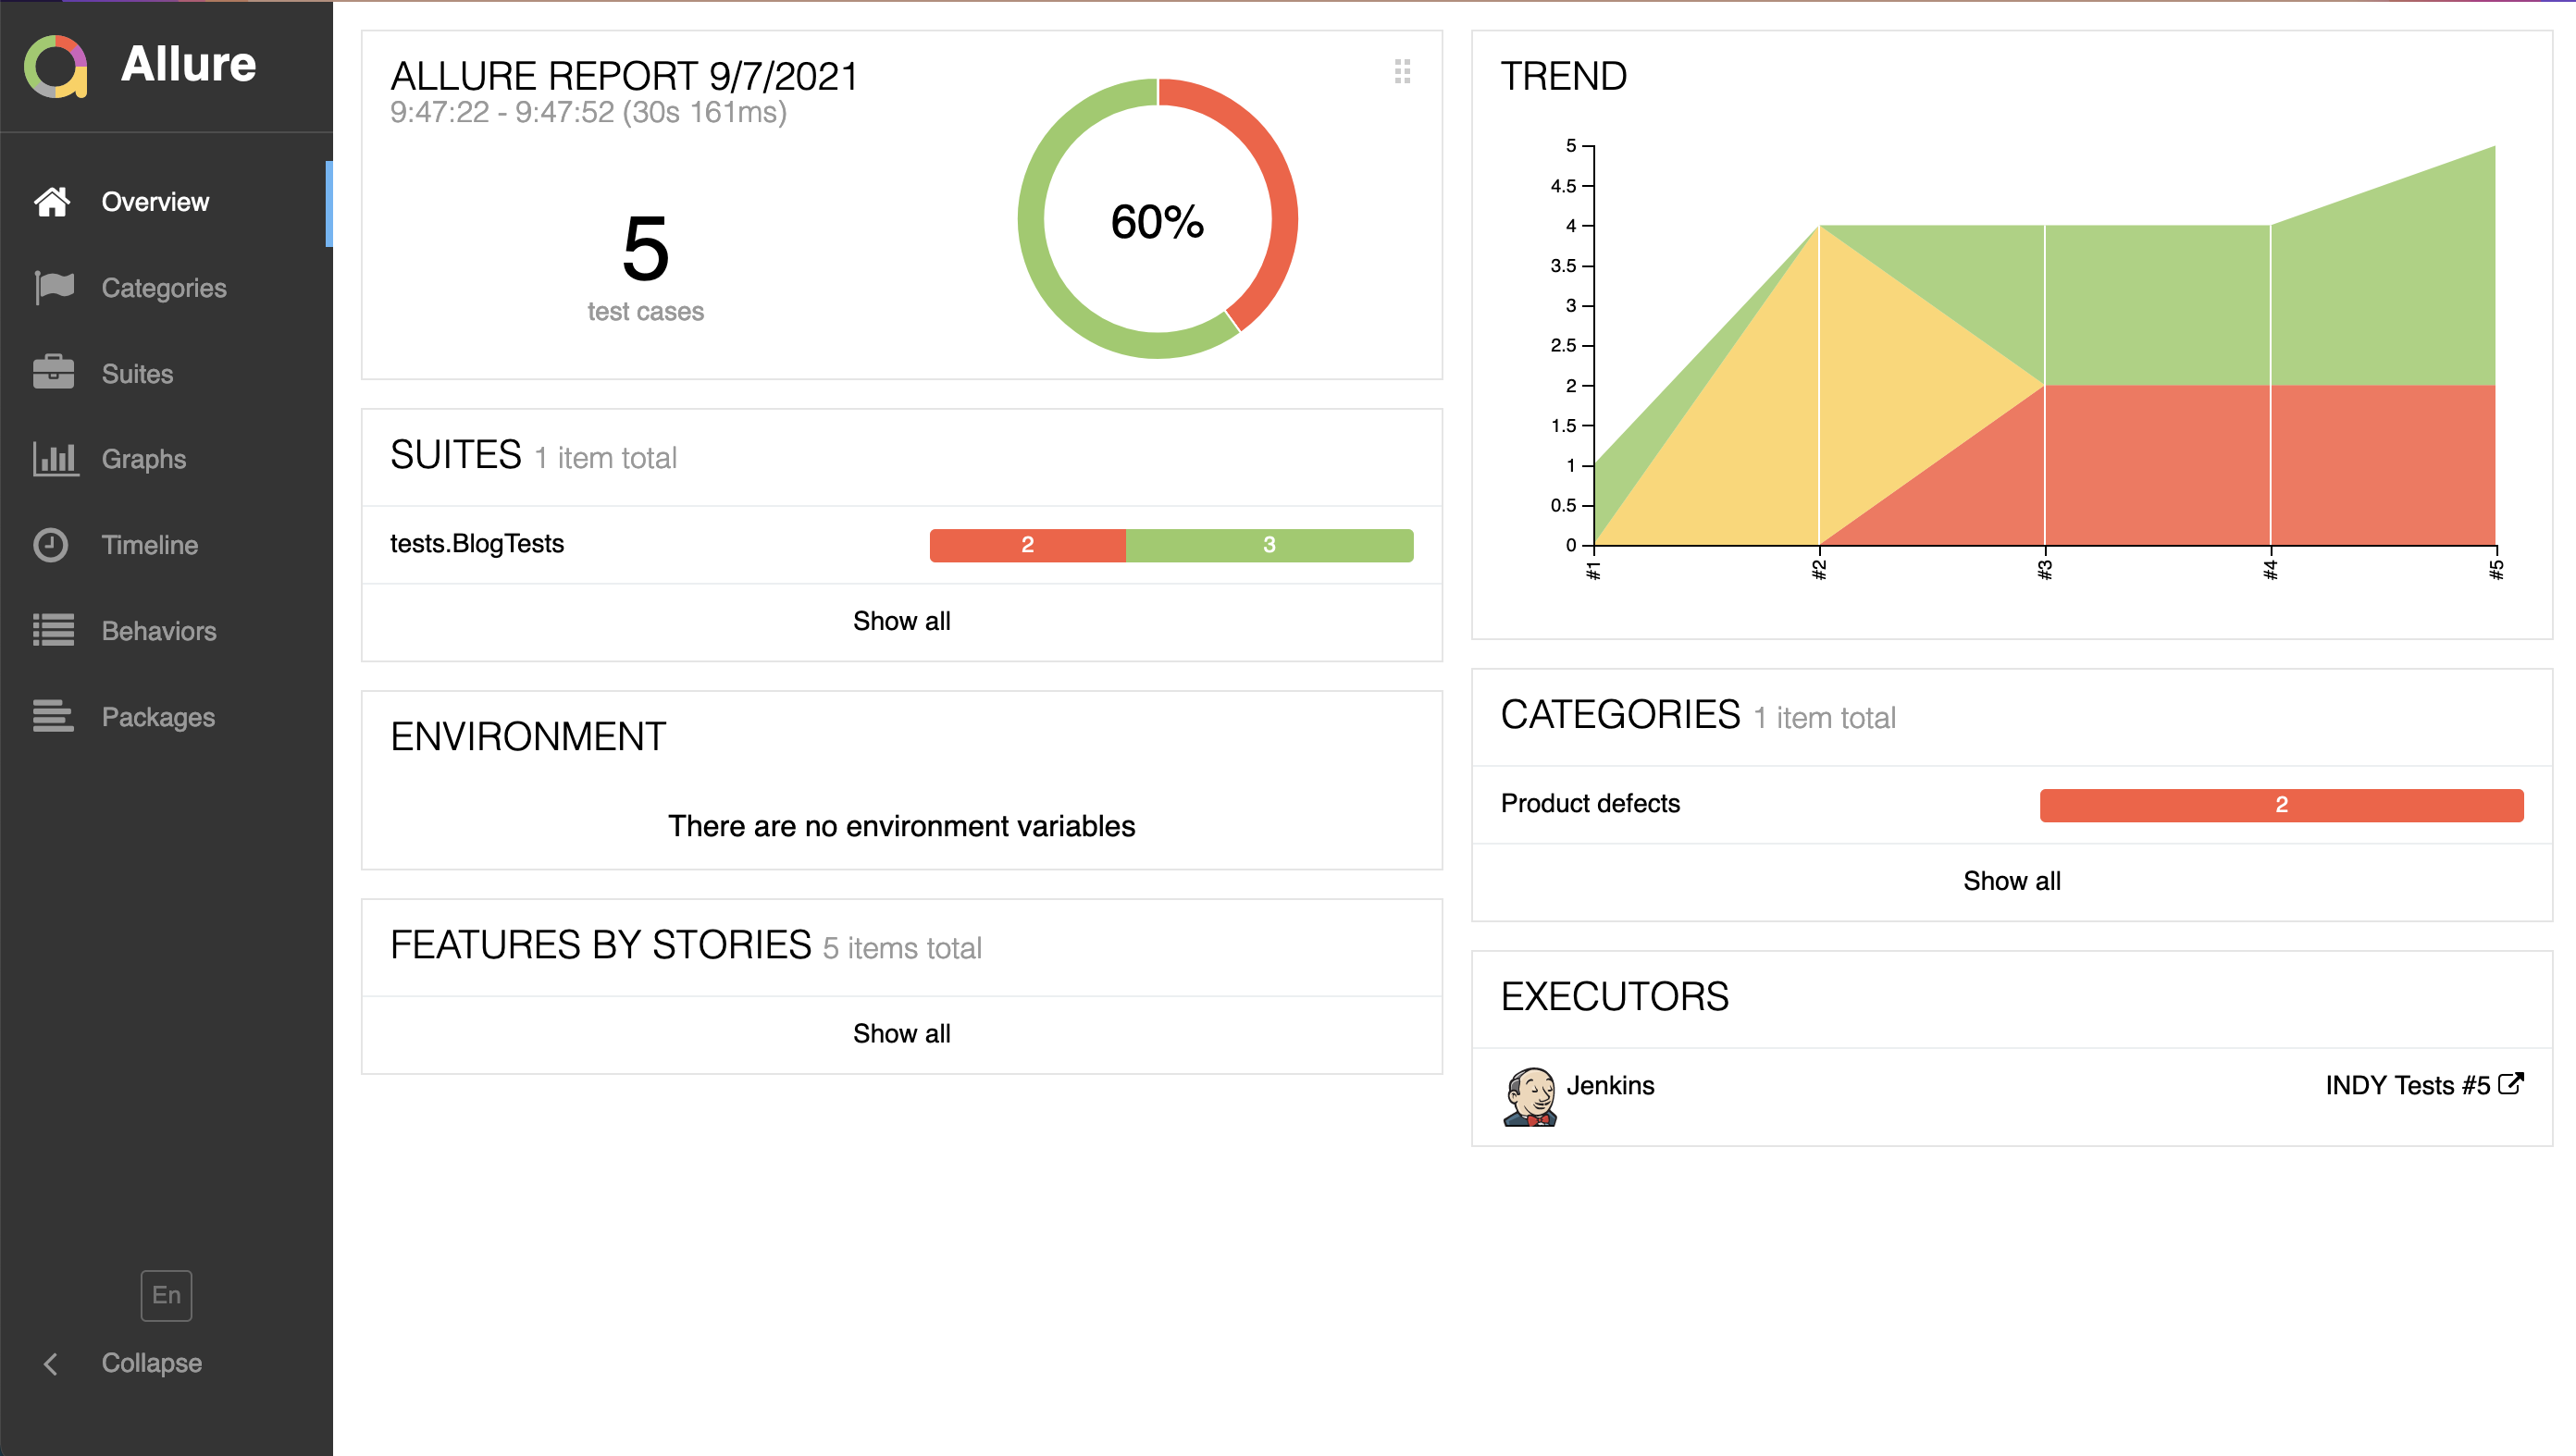 Allure
Overview
Categories
Suites
Graphs
Timeline
Behaviors
Packages
En
Collapse
ALLURE REPORT 9/7/2021
9:47:22 - 9:47:52 (30s 161ms)
5
test cases
60%
SUITES 1 item total
tests.BlogTests 2 3
Show all
ENVIRONMENT
There are no environment variables
FEATURES BY STORIES 5 items total
Show all
TREND
5
4.5
4
3.5
3
2.5
2
1.5
1
0.5
0
#1 #2 #3 #4 #5
CATEGORIES 1 item total
Product defects 2
Show all
EXECUTORS
Jenkins INDY Tests #5